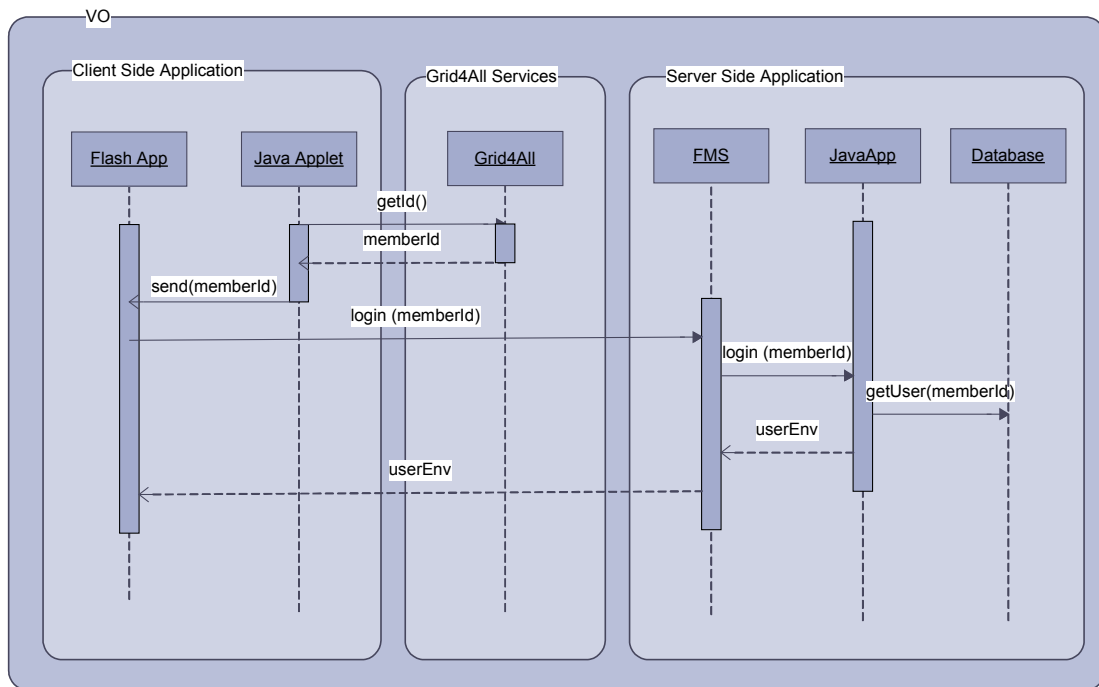 VO
Client Side Application
Grid4All Services
Server Side Application
Flash App
Java Applet
Grid4All
FMS
JavaApp
Database
getId()
memberId
send(memberId)
login (memberId)
login (memberId)
getUser(memberId)
userEnv
userEnv